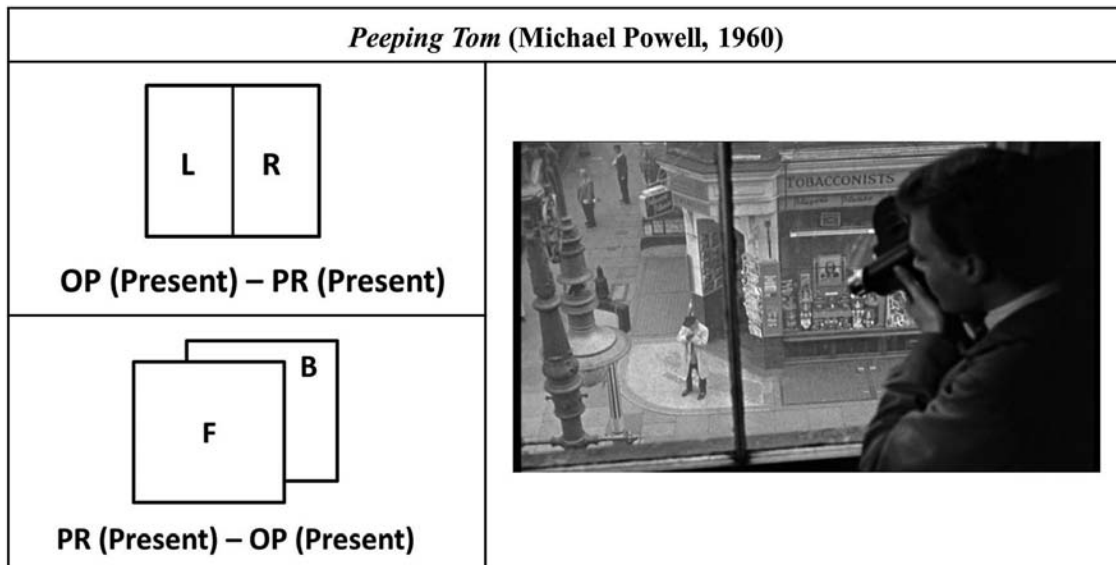 Peeping Tom (Michael Powell, 1960)
L R
OP (Present) – PR (Present)
B
F
PR (Present) – OP (Present)
TOBACCONISTS